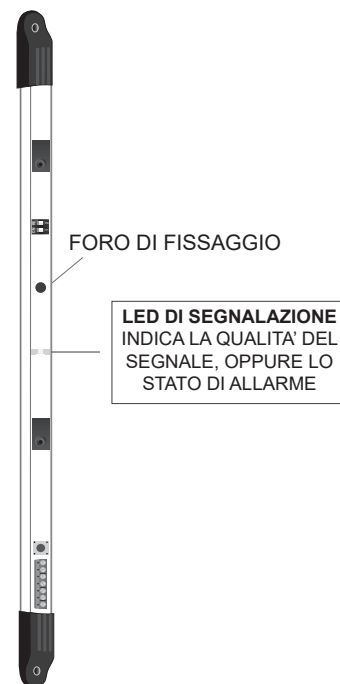 FORO DI FISSAGGIO
LED DI SEGNALAZIONE
INDICA LA QUALITA' DEL
SEGNALE, OPPURE LO
STATO DI ALLARME